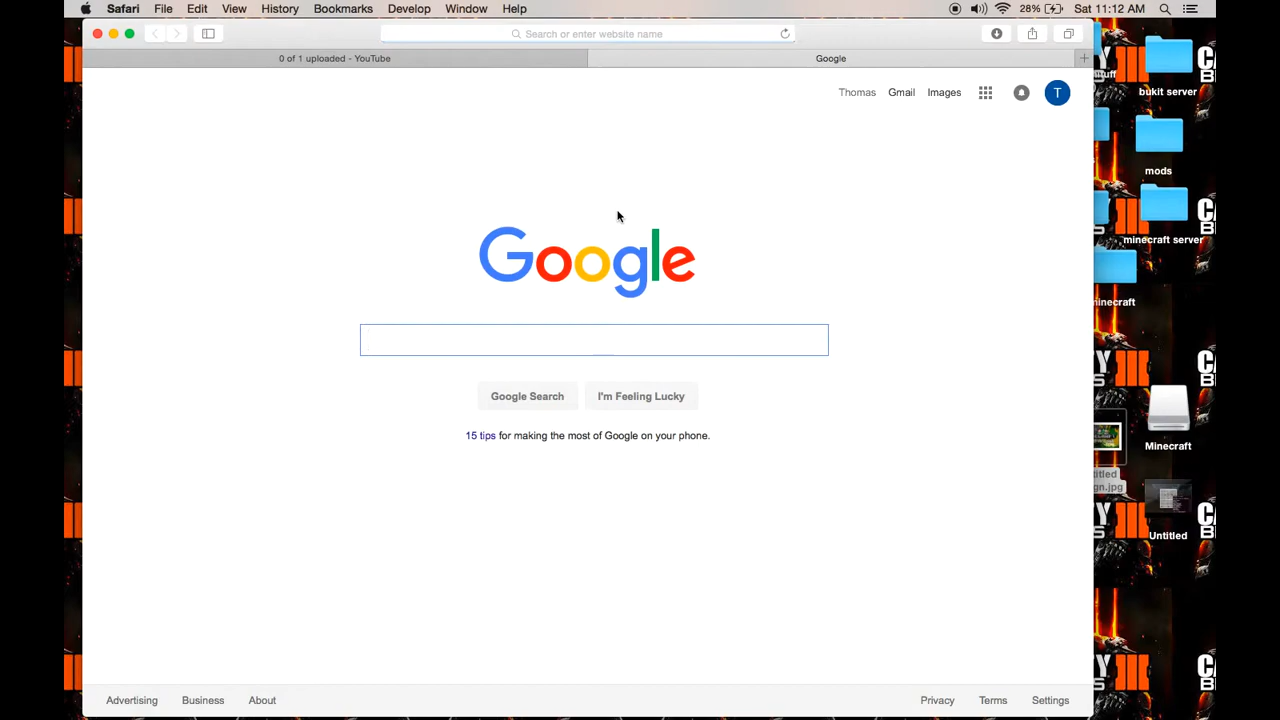 Safari File Edit View History Bookmarks Develop Window Help 28% Sat 11:12 AM
Search or enter website name
0 of 1 uploaded - YouTube Google
Thomas Gmail Images T
Google
Google Search I'm Feeling Lucky
15 tips for making the most of Google on your phone.
Advertising Business About Privacy Terms Settings
bukit server
mods
minecraft server
minecraft
Minecraft
Untitled
III